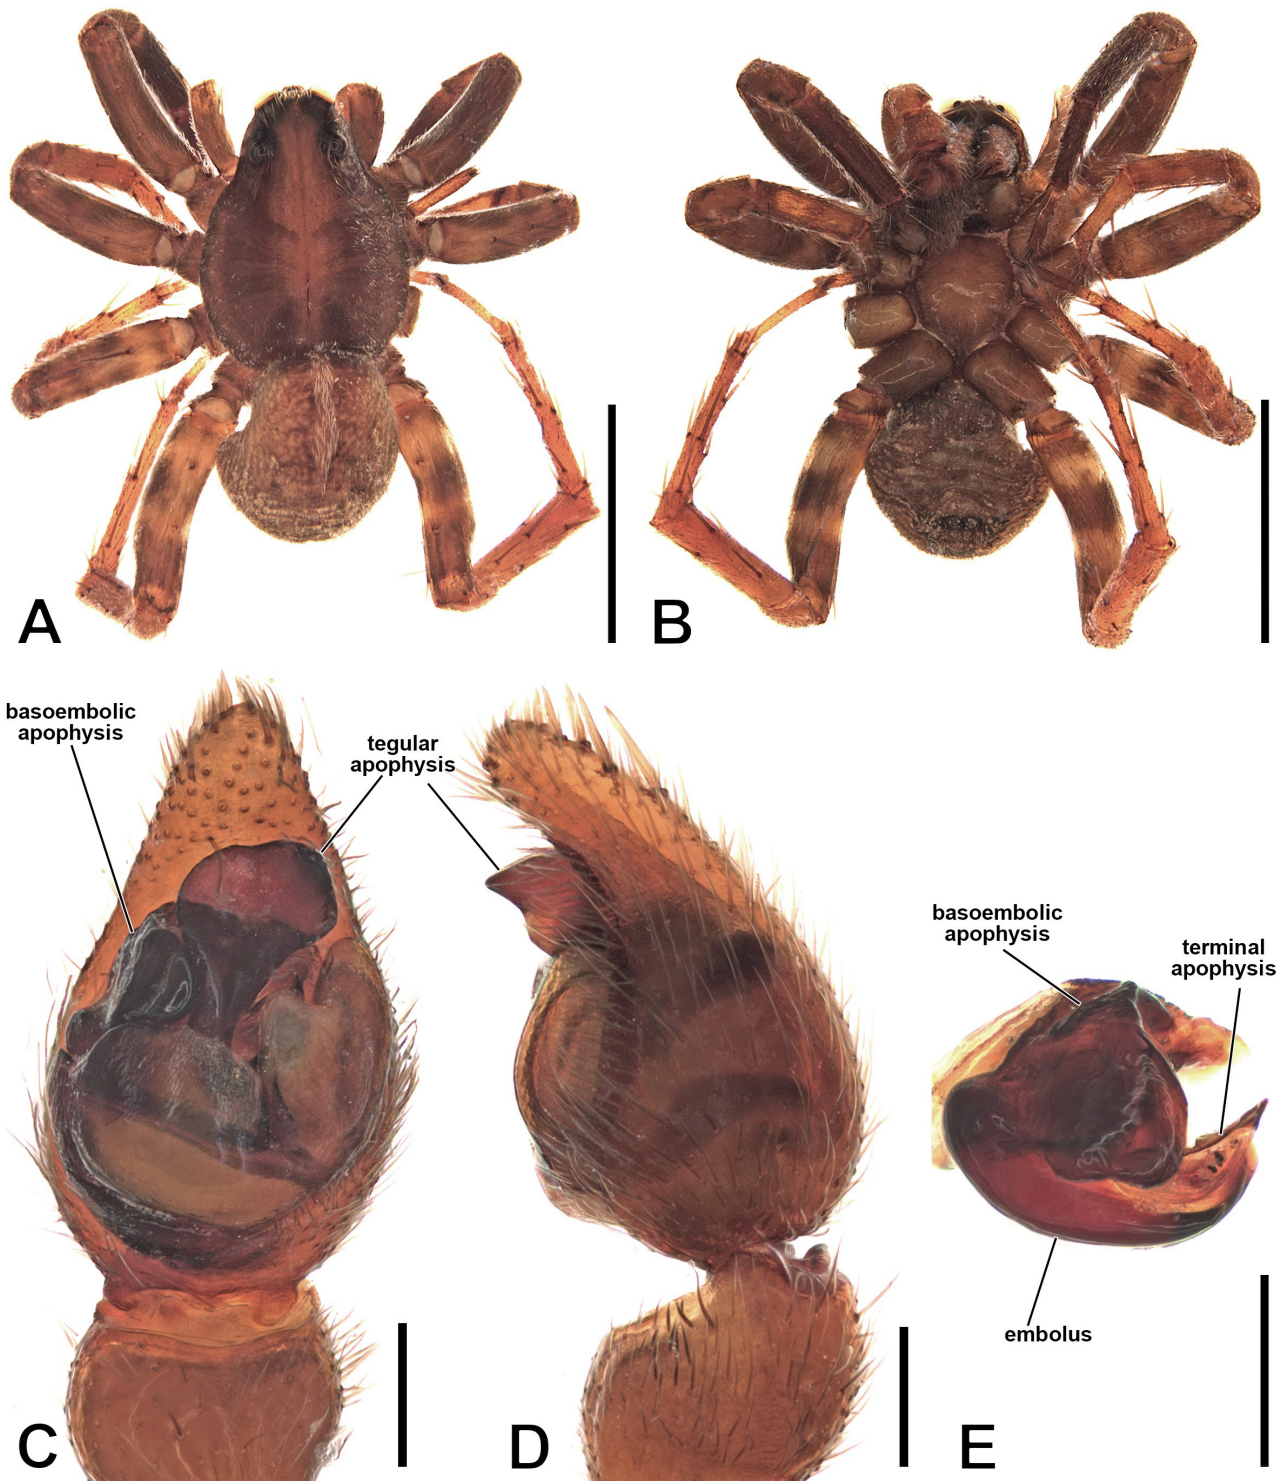 A
B
basoembolic
apophysis
tegular
apophysis
basoembolic
apophysis
terminal
apophysis
embolus
C
D
E